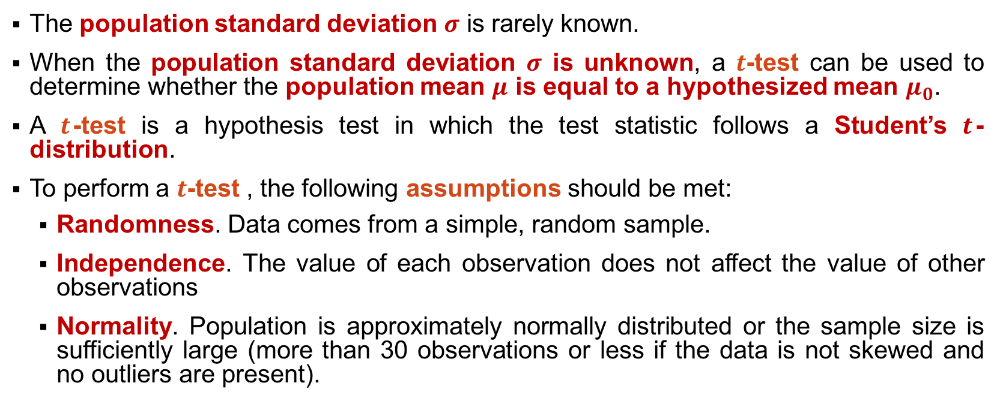 ▪ The population standard deviation σ is rarely known.
▪ When the population standard deviation σ is unknown, a t-test can be used to
determine whether the population mean μ is equal to a hypothesized mean μ₀.
▪ A t-test is a hypothesis test in which the test statistic follows a Student’s t-
distribution.
▪ To perform a t-test , the following assumptions should be met:
▪ Randomness. Data comes from a simple, random sample.
▪ Independence. The value of each observation does not affect the value of other
observations
▪ Normality. Population is approximately normally distributed or the sample size is
sufficiently large (more than 30 observations or less if the data is not skewed and
no outliers are present).